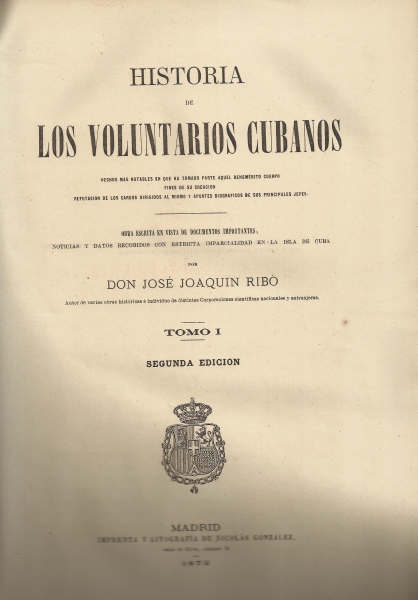 HISTORIA
DE
LOS VOLUNTARIOS CUBANOS
HECHOS MAS NOTABLES EN QUE HA TOMADO PARTE AQUEL BENEMÉRITO CUERPO
FINES DE SU CREACION
REFUTACION DE LOS CARGOS DIRIGIDOS AL MISMO Y APUNTES BIOGRÁFICOS DE SUS PRINCIPALES JEFES.
OBRA ESCRITA EN VISTA DE DOCUMENTOS IMPORTANTES,
NOTICIAS Y DATOS RECOGIDOS CON ESTRICTA IMPARCIALIDAD EN LA ISLA DE CUBA
POR
DON JOSÉ JOAQUIN RIBÓ
Autor de varias obras históricas é individuo de distintas Corporaciones científicas nacionales y extranjeras.
TOMO I
SEGUNDA EDICION
MADRID
IMPRENTA Y LITOGRAFÍA DE NICOLÁS GONZALEZ,
1872